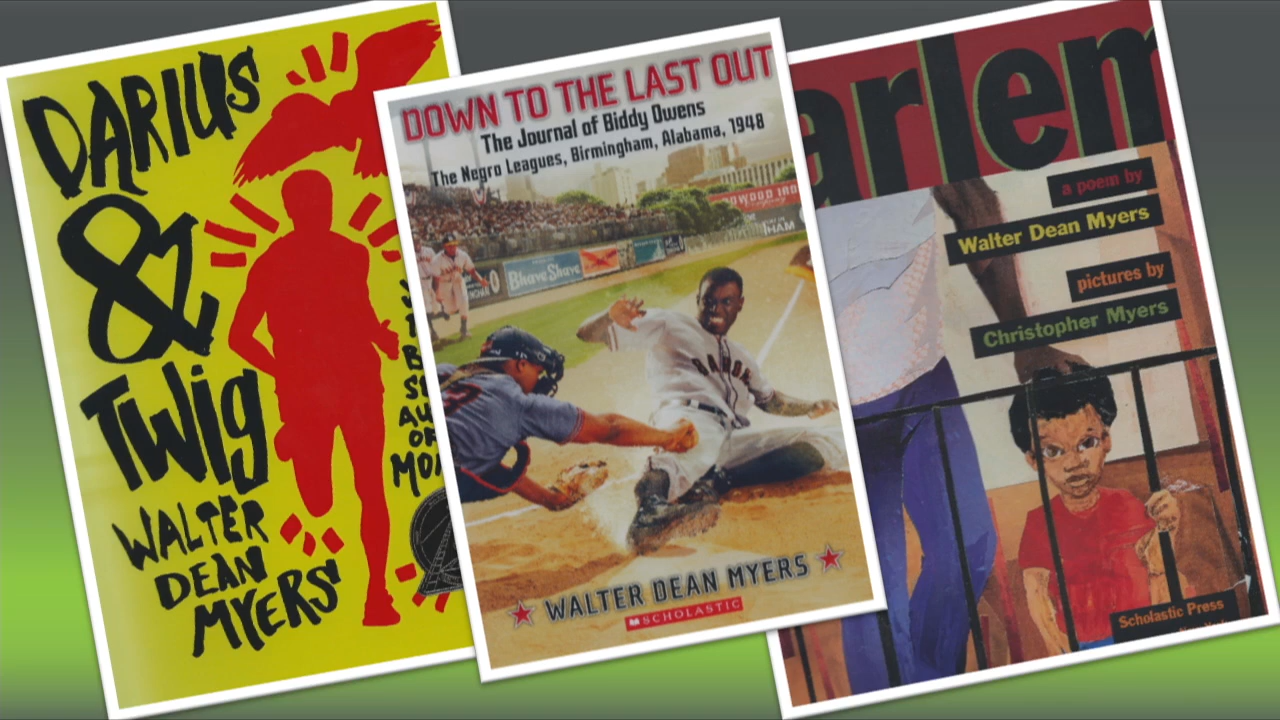 DARIUS
&
TWIG
WALTER
DEAN
MYERS
DOWN TO THE LAST OUT
The Journal of Biddy Owens
The Negro Leagues, Birmingham, Alabama, 1948
Bhave Shave
WALTER DEAN MYERS
SCHOLASTIC
arlem
a poem by
Walter Dean Myers
pictures by
Christopher Myers
Scholastic Press